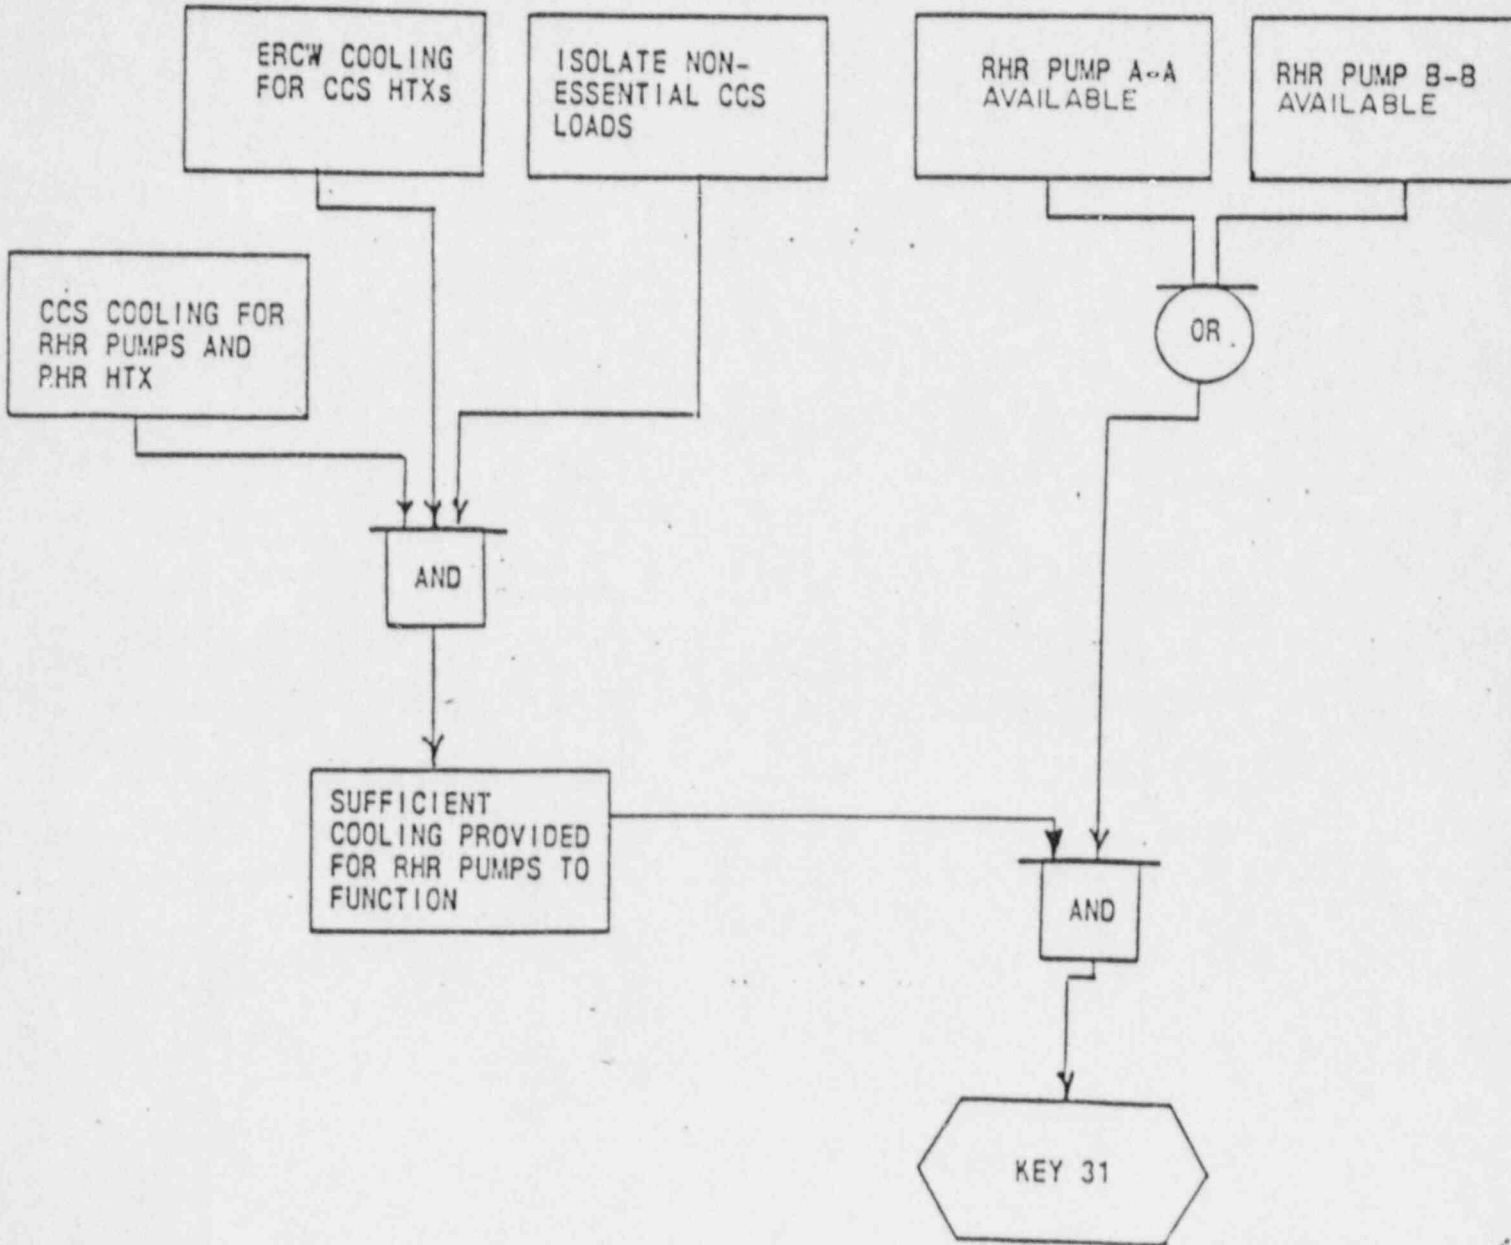 ERCW COOLING
FOR CCS HTXs
ISOLATE NON-
ESSENTIAL CCS
LOADS
RHR PUMP A-A
AVAILABLE
RHR PUMP B-B
AVAILABLE
CCS COOLING FOR
RHR PUMPS AND
RHR HTX
OR
AND
SUFFICIENT
COOLING PROVIDED
FOR RHR PUMPS TO
FUNCTION
AND
KEY 31